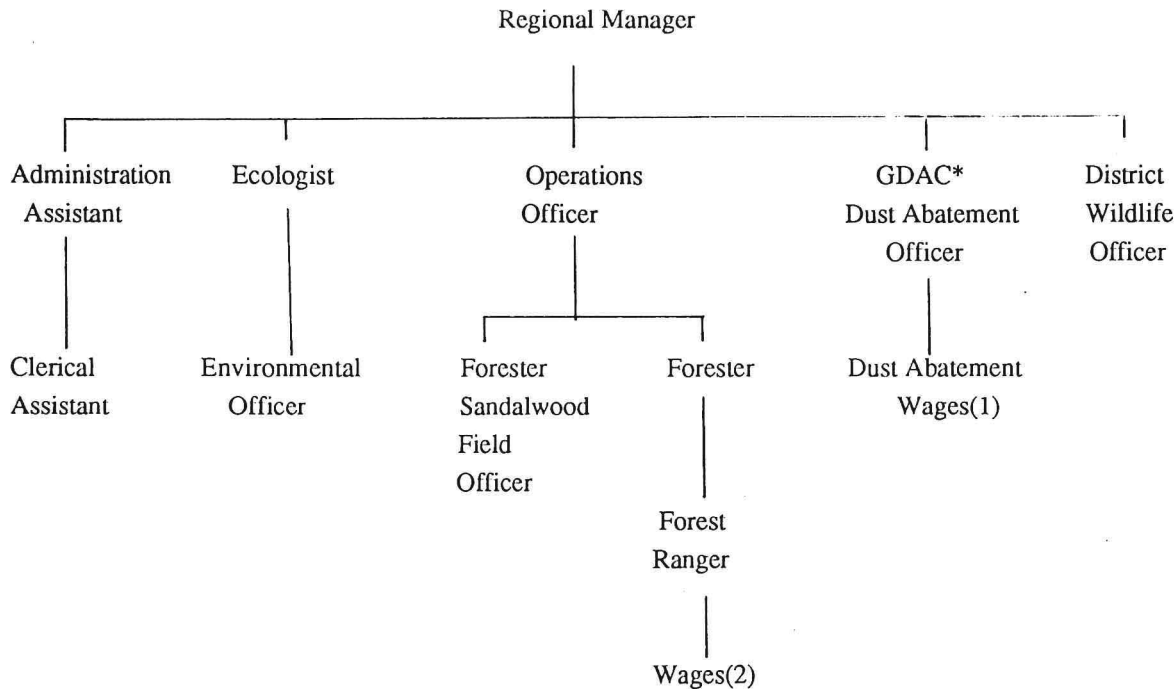 Regional Manager
Administration
Assistant
Ecologist
Operations
Officer
GDAC*
Dust Abatement
Officer
District
Wildlife
Officer
Clerical
Assistant
Environmental
Officer
Forester
Sandalwood
Field
Officer
Forester
Dust Abatement
Wages(1)
Forest
Ranger
Wages(2)